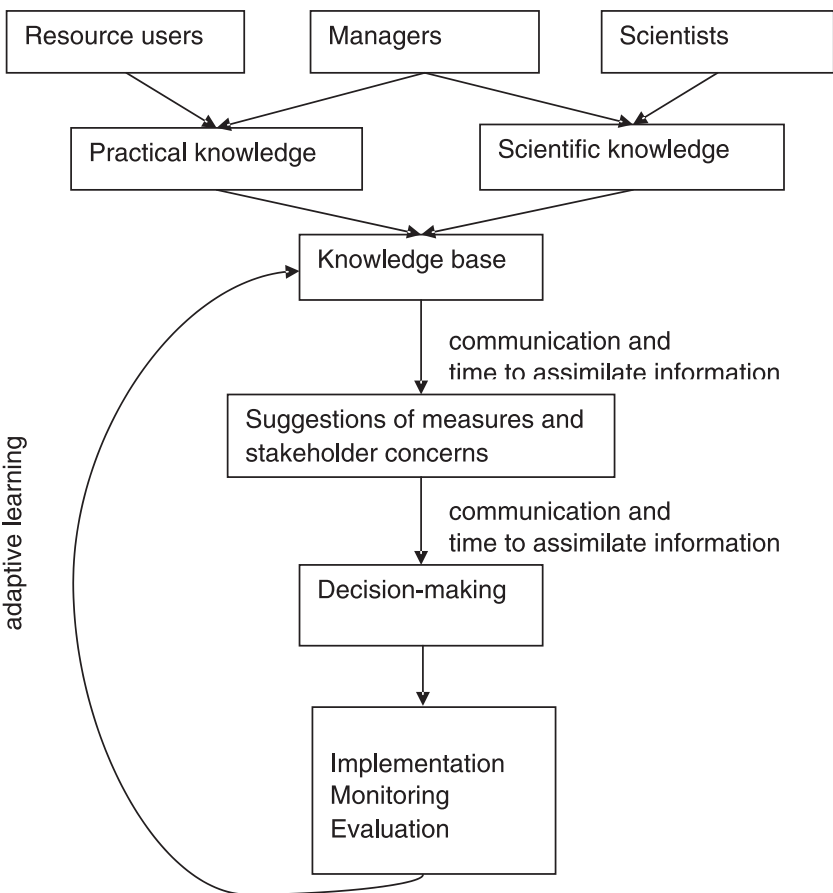 Resource users
Managers
Scientists
Practical knowledge
Scientific knowledge
Knowledge base
communication and
time to assimilate information
Suggestions of measures and
stakeholder concerns
communication and
time to assimilate information
Decision-making
Implementation
Monitoring
Evaluation
adaptive learning